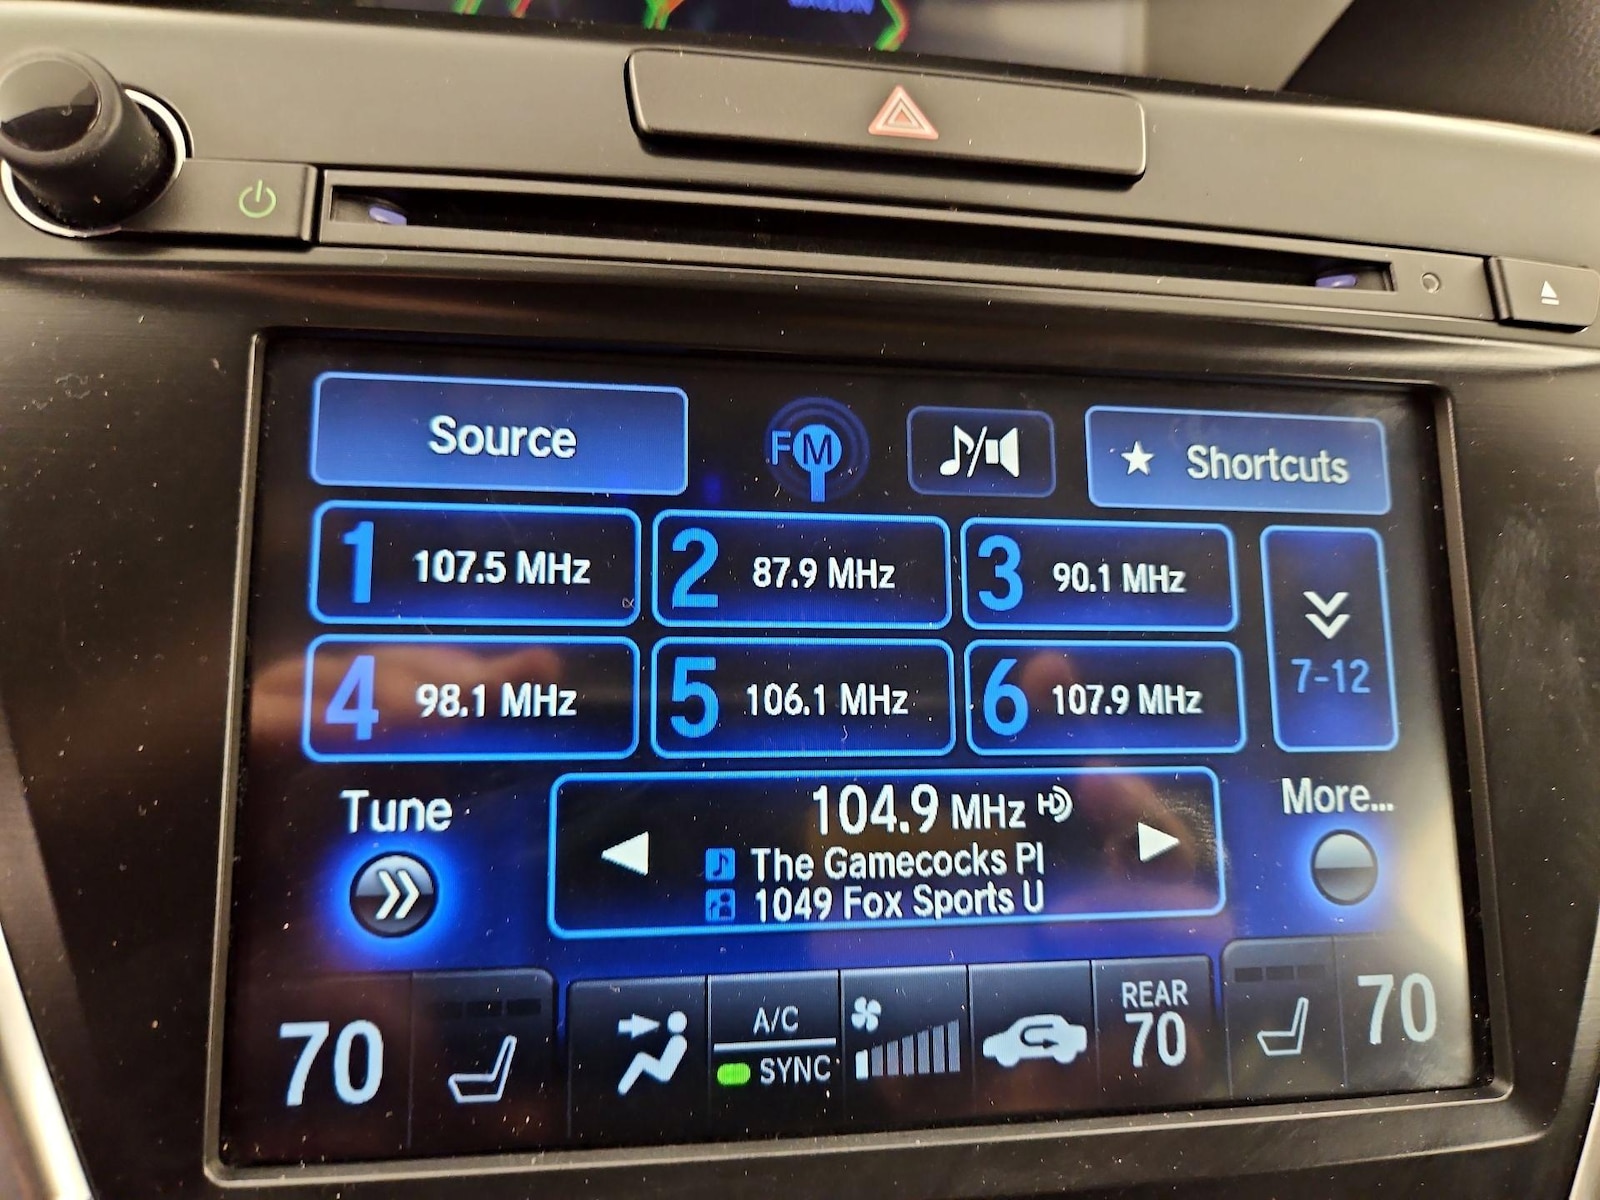 Source
FM
Shortcuts
1 107.5 MHz
2 87.9 MHz
3 90.1 MHz
4 98.1 MHz
5 106.1 MHz
6 107.9 MHz
7-12
Tune
104.9 MHz HD
The Gamecocks Pl
1049 Fox Sports U
More...
70
A/C
SYNC
REAR
70
70